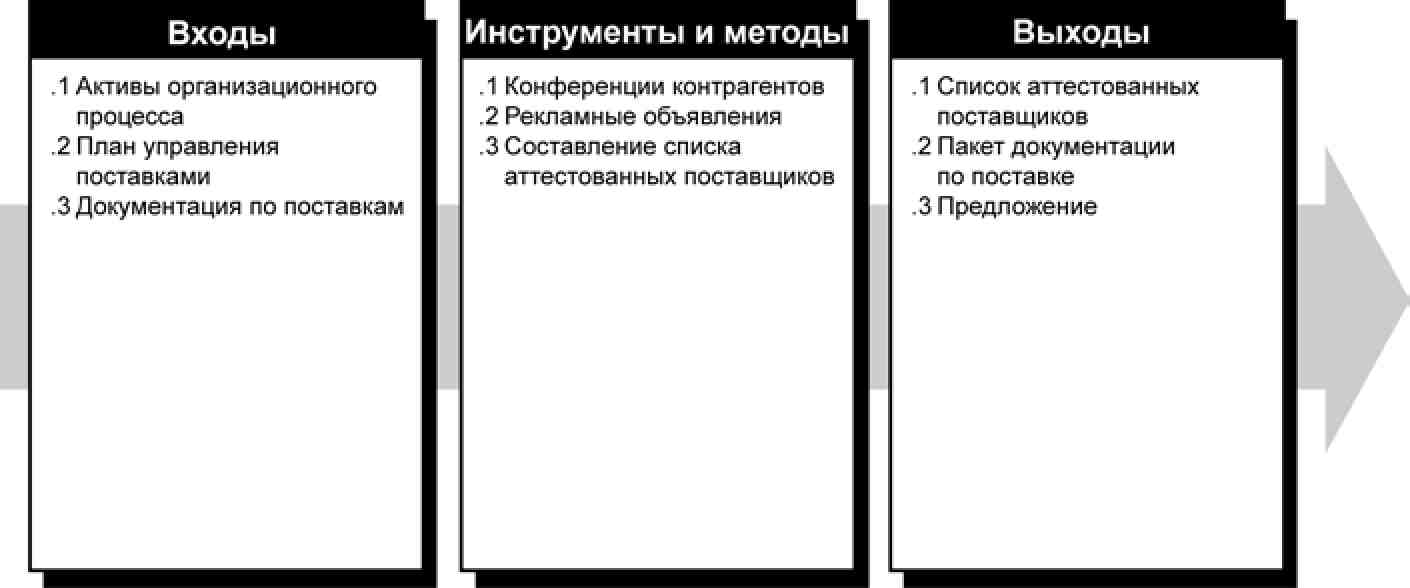 Входы
.1 Активы организационного
процесса
.2 План управления
поставками
.3 Документация по поставкам
Инструменты и методы
.1 Конференции контрагентов
.2 Рекламные объявления
.3 Составление списка
аттестованных поставщиков
Выходы
.1 Список аттестованных
поставщиков
.2 Пакет документации
по поставке
.3 Предложение